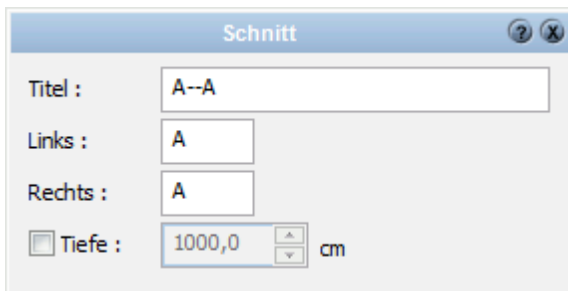 Schnitt
Titel : A--A
Links : A
Rechts : A
Tiefe : 1000,0 cm